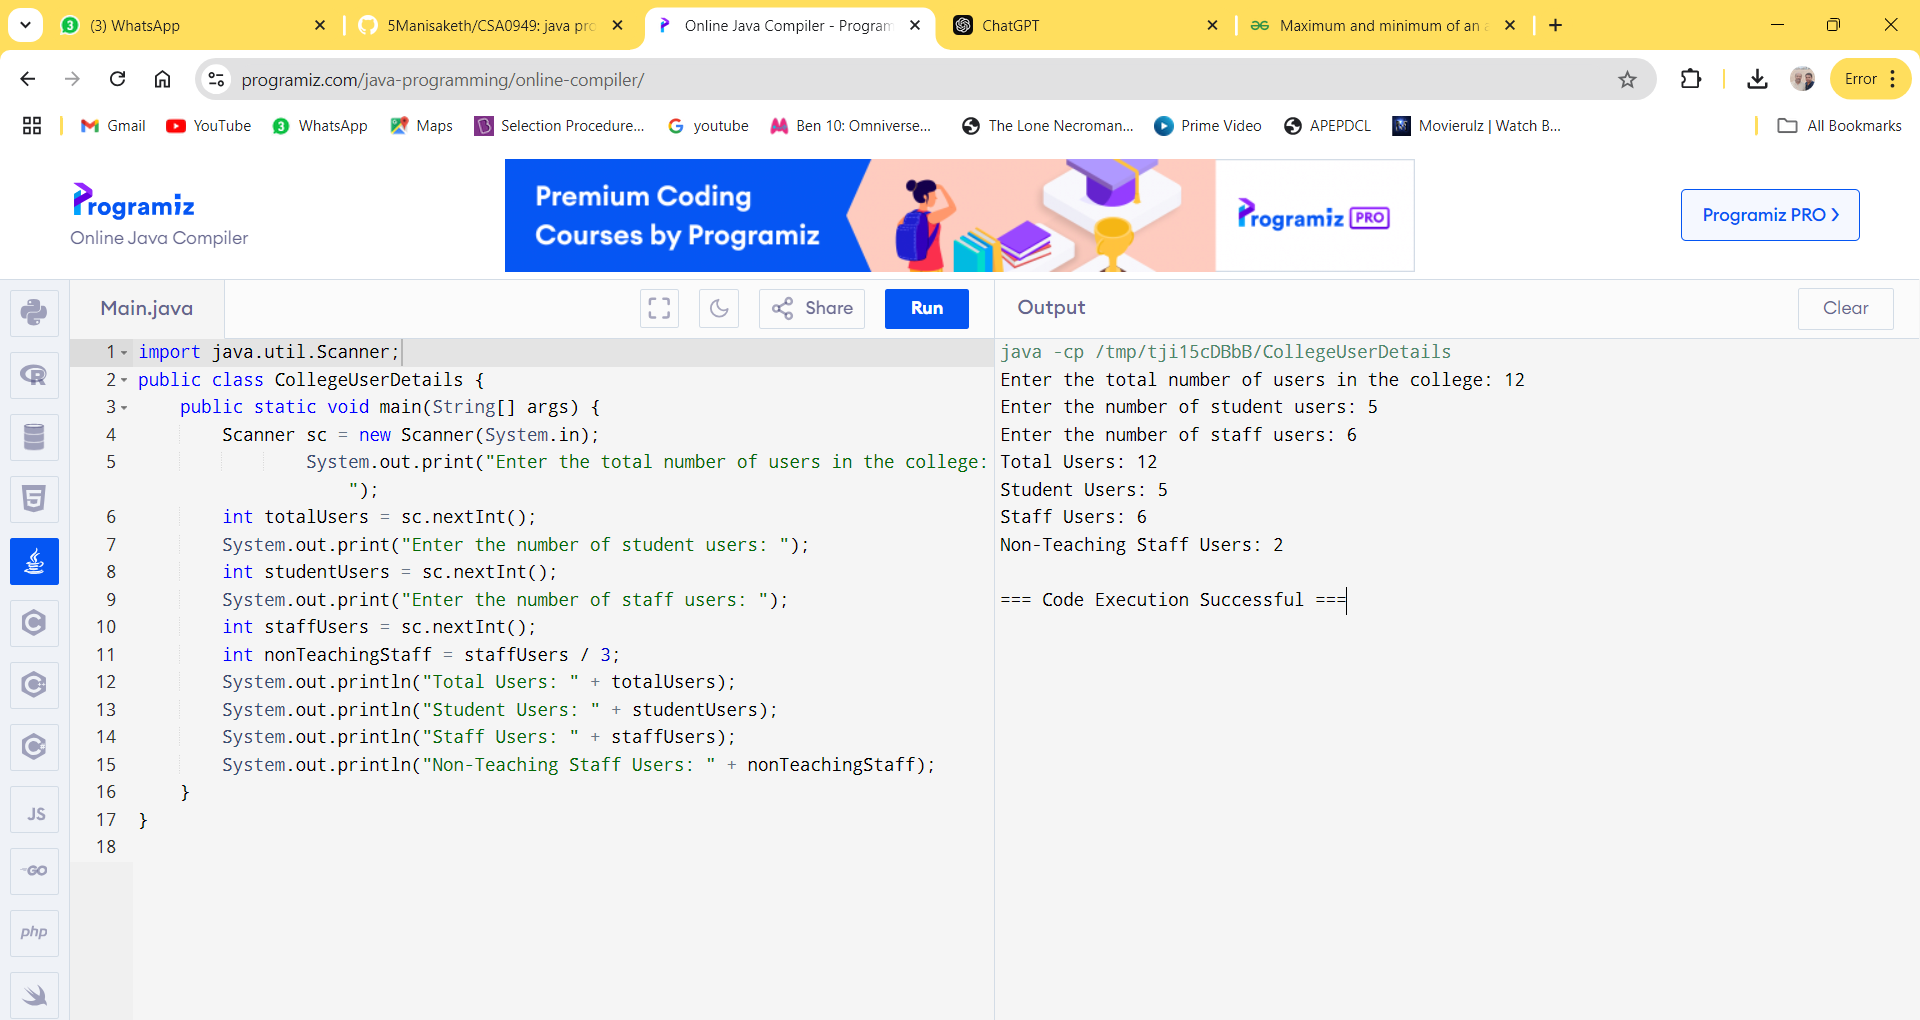 (3) WhatsApp
5Manisaketh/CSA0949: java pro
Online Java Compiler - Program
ChatGPT
Maximum and minimum of an a
programiz.com/java-programming/online-compiler/
Error
Gmail
YouTube
WhatsApp
Maps
Selection Procedure...
youtube
Ben 10: Omniverse...
The Lone Necroman...
Prime Video
APEPDCL
Movierulz | Watch B...
All Bookmarks
Programiz
Online Java Compiler
Premium Coding
Courses by Programiz
Programiz PRO
Programiz PRO >
Main.java
Share
Run
Output
Clear
1 import java.util.Scanner;
2 public class CollegeUserDetails {
3 public static void main(String[] args) {
4 Scanner sc = new Scanner(System.in);
5 System.out.print("Enter the total number of users in the college:
");
6 int totalUsers = sc.nextInt();
7 System.out.print("Enter the number of student users: ");
8 int studentUsers = sc.nextInt();
9 System.out.print("Enter the number of staff users: ");
10 int staffUsers = sc.nextInt();
11 int nonTeachingStaff = staffUsers / 3;
12 System.out.println("Total Users: " + totalUsers);
13 System.out.println("Student Users: " + studentUsers);
14 System.out.println("Staff Users: " + staffUsers);
15 System.out.println("Non-Teaching Staff Users: " + nonTeachingStaff);
16 }
17 }
18
java -cp /tmp/tji15cDBbB/CollegeUserDetails
Enter the total number of users in the college: 12
Enter the number of student users: 5
Enter the number of staff users: 6
Total Users: 12
Student Users: 5
Staff Users: 6
Non-Teaching Staff Users: 2
=== Code Execution Successful ===
R
5
C
C
C
JS
GO
php